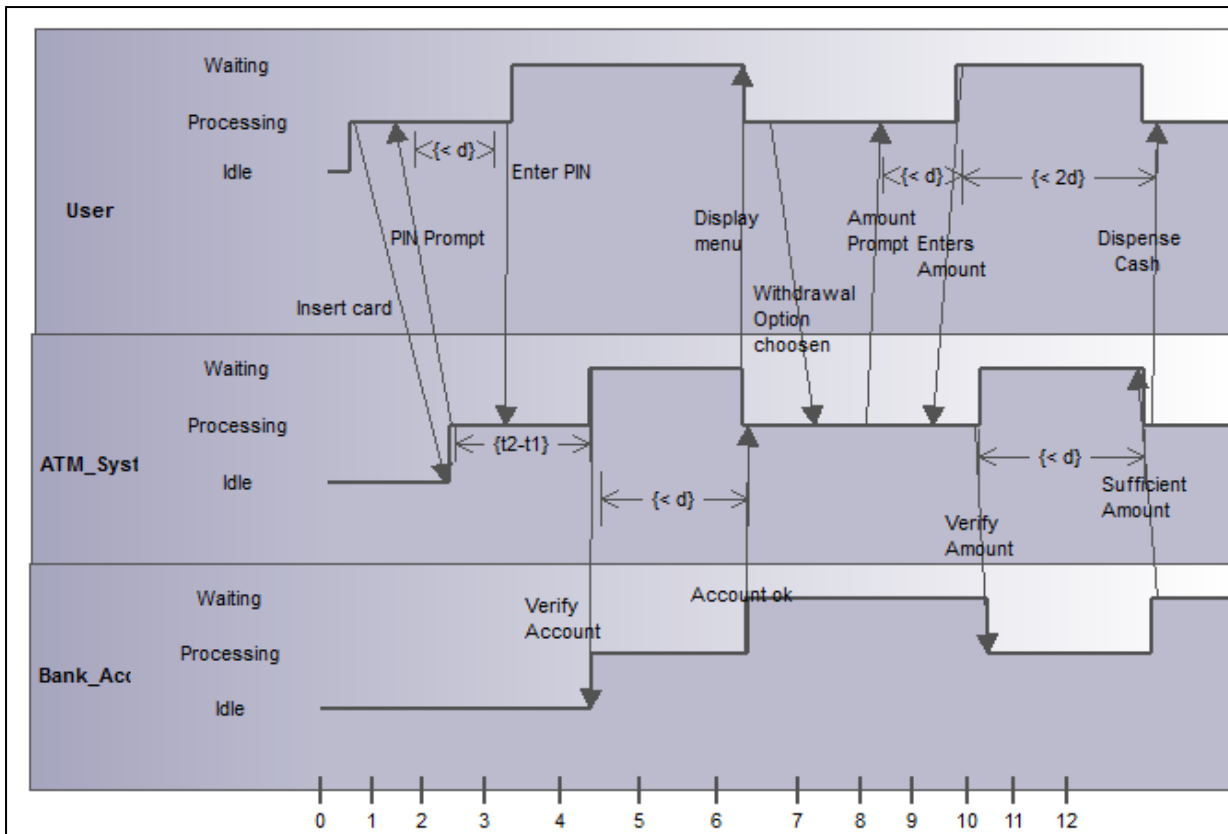 Waiting
Processing
Idle
User
{< d}
Enter PIN
PIN Prompt
Insert card
Display
menu
Withdrawal
Option
choosen
Amount
Prompt
{< d}
Enters
Amount
{< 2d}
Dispense
Cash
Waiting
Processing
Idle
ATM_Syst
{t2-t1}
{< d}
{< d}
Verify
Amount
Sufficient
Amount
Waiting
Processing
Idle
Bank_Acc
Verify
Account
Account ok
0 1 2 3 4 5 6 7 8 9 10 11 12